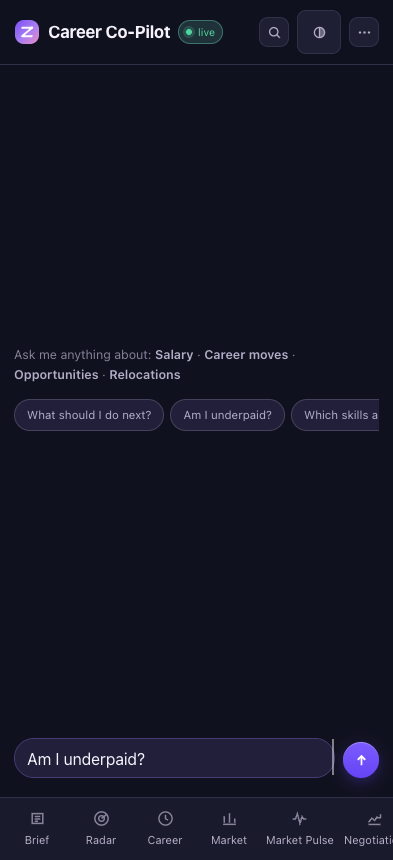 Career Co-Pilot live
Ask me anything about: Salary · Career moves ·
Opportunities · Relocations
What should I do next? Am I underpaid? Which skills a
Am I underpaid?
Brief Radar Career Market Market Pulse Negotiati